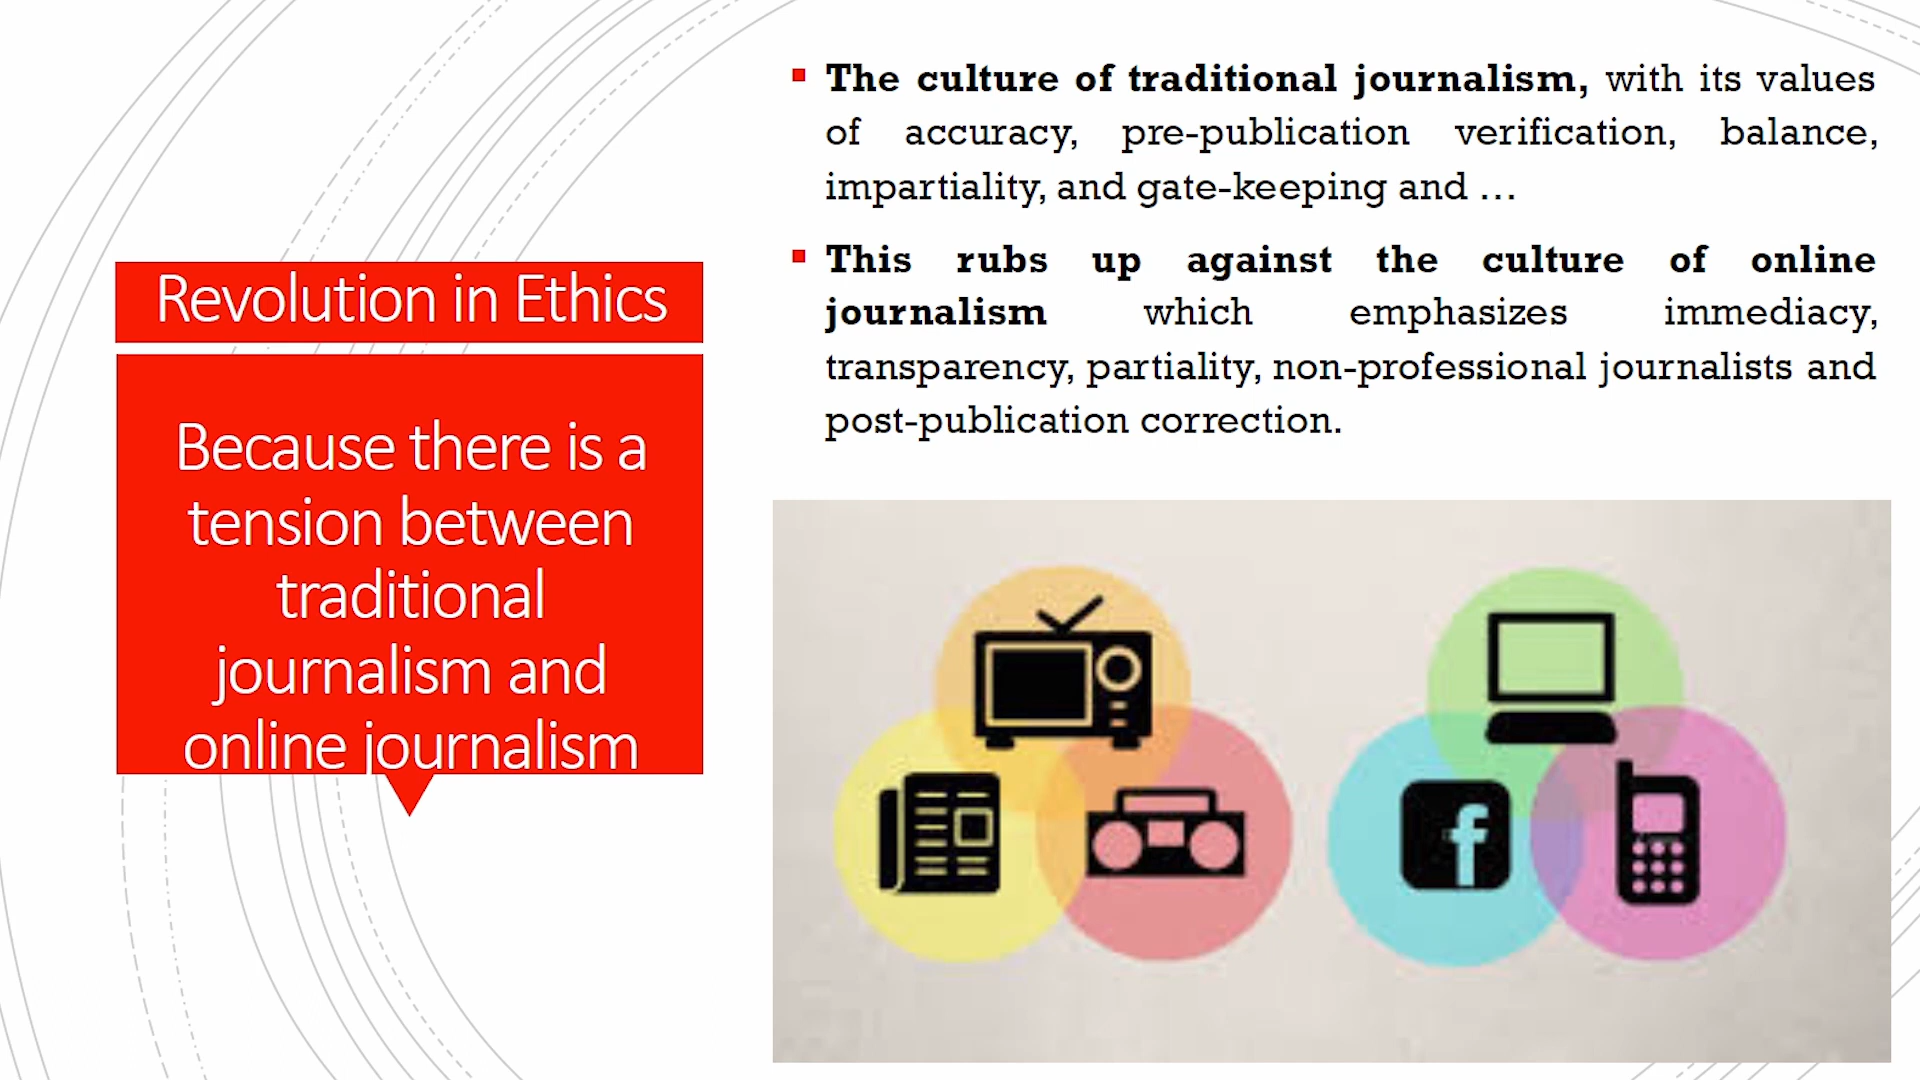 Revolution in Ethics
Because there is a
tension between
traditional
journalism and
online journalism
The culture of traditional journalism, with its values
of accuracy, pre-publication verification, balance,
impartiality, and gate-keeping and …
This rubs up against the culture of online
journalism which emphasizes immediacy,
transparency, partiality, non-professional journalists and
post-publication correction.
f